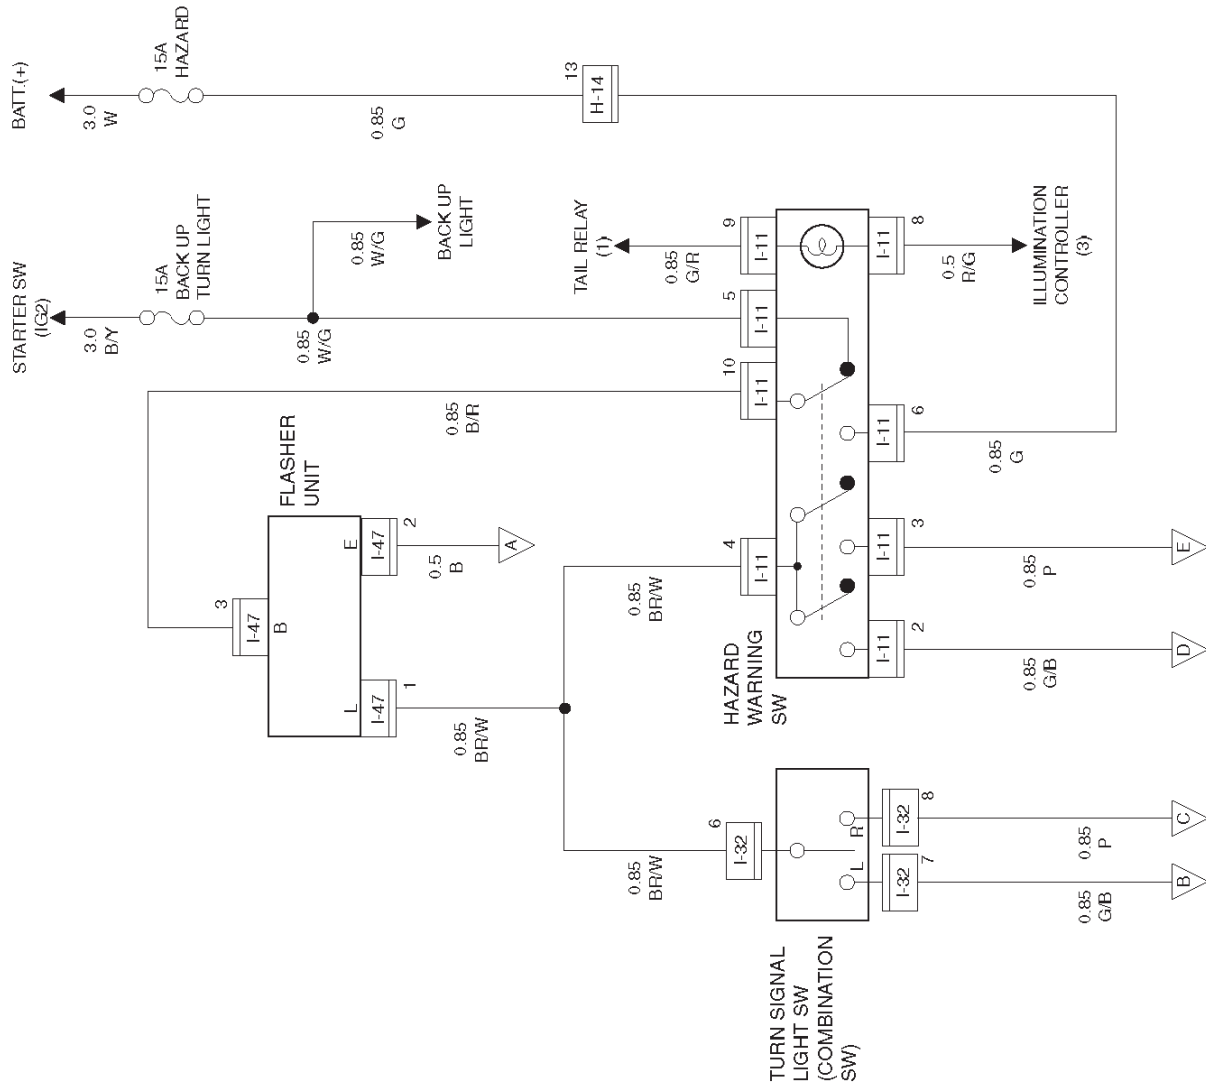 BATT.(+)
3.0
W
15A
HAZARD
0.85
G
13
H-14
STARTER SW
(IG2)
3.0
B/Y
15A
BACK UP
TURN LIGHT
0.85
W/G
0.85
W/G
BACK UP
LIGHT
TAIL RELAY
(1)
0.85
G/R
9
I-11
I-11
8
0.5
R/G
ILLUMINATION
CONTROLLER
(3)
5
I-11
10
I-11
0.85
B/R
I-11
6
0.85
G
FLASHER
UNIT
3
I-47
B
E
I-47
2
0.5
B
A
L
I-47
1
0.85
BR/W
0.85
BR/W
4
I-11
I-11
3
0.85
P
E
I-11
2
0.85
G/B
D
HAZARD
WARNING
SW
0.85
BR/W
6
I-32
R
I-32
8
0.85
P
C
L
I-32
7
0.85
G/B
B
TURN SIGNAL
LIGHT SW
(COMBINATION
SW)